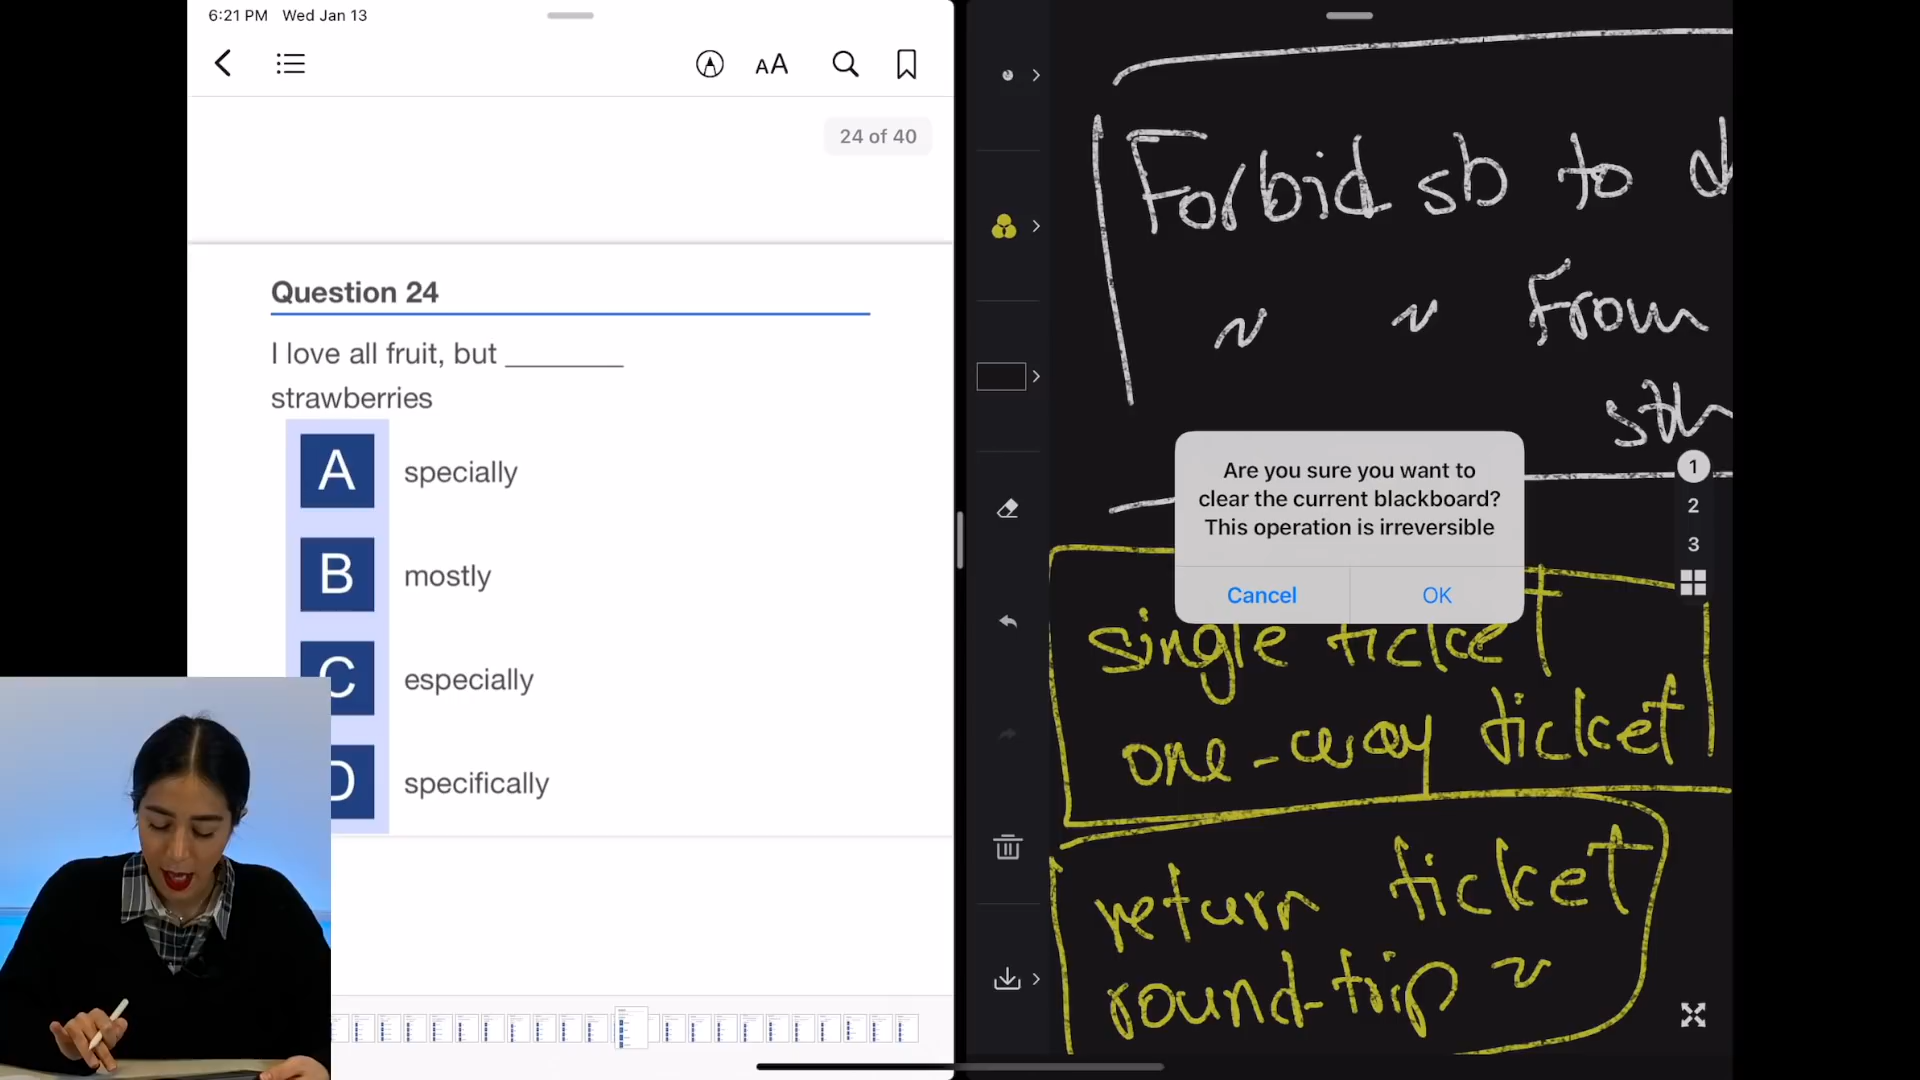 6:21 PM Wed Jan 13
AA
24 of 40
Question 24
I love all fruit, but ________
strawberries
A specially
B mostly
C especially
D specifically
Forbid sb to d
〃 〃 From
sth
1
2
3
Are you sure you want to
clear the current blackboard?
This operation is irreversible
Cancel OK
single ticket
one-way ticket
return ticket
round-trip 〃